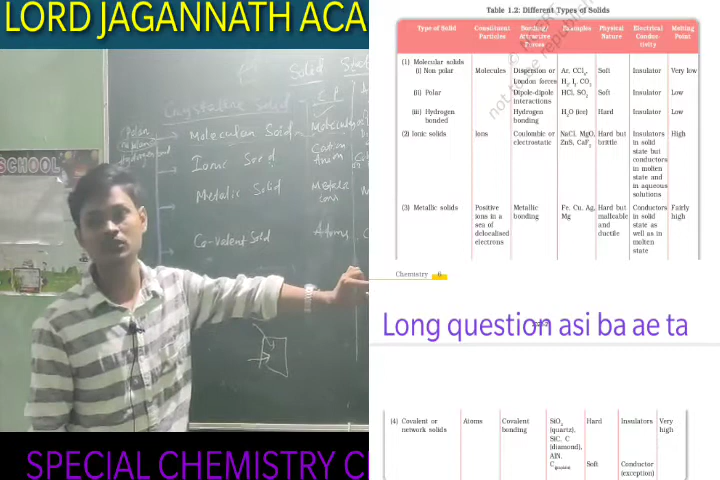 LORD JAGANNATH ACA
SCHOOL
Solid
Crystalline Solid
C.P
Polar
Molecular Solid
Molecule
Ionic Solid
Cation
Anion
Metalic Solid
Metalic
ions
Co-valent Solid
Atoms
SPECIAL CHEMISTRY C
Table 1.2: Different Types of Solids
Type of Solid Constituent Particles Bonding/ Attractive Forces Examples Physical Nature Electrical Conductivity Melting Point
(1) Molecular solids
(i) Non polar Molecules Dispersion or London forces Ar, CCl4, H2, I2, CO2 Soft Insulator Very low
(ii) Polar Dipole-dipole interactions HCl, SO2 Soft Insulator Low
(iii) Hydrogen bonded Hydrogen bonding H2O (ice) Hard Insulator Low
(2) Ionic solids Ions Coulombic or electrostatic NaCl, MgO, ZnS, CaF2 Hard but brittle Insulators in solid state but conductors in molten state and in aqueous solutions High
(3) Metallic solids Positive ions in a sea of delocalised electrons Metallic bonding Fe, Cu, Ag, Mg Hard but malleable and ductile Conductors in solid state as well as in molten state Fairly high
Chemistry 6
Long question asi ba ae ta
(4) Covalent or network solids Atoms Covalent bonding SiO2 (quartz), SiC, C (diamond), AlN, C(graphite) Hard Soft Insulators Conductor (exception) Very high